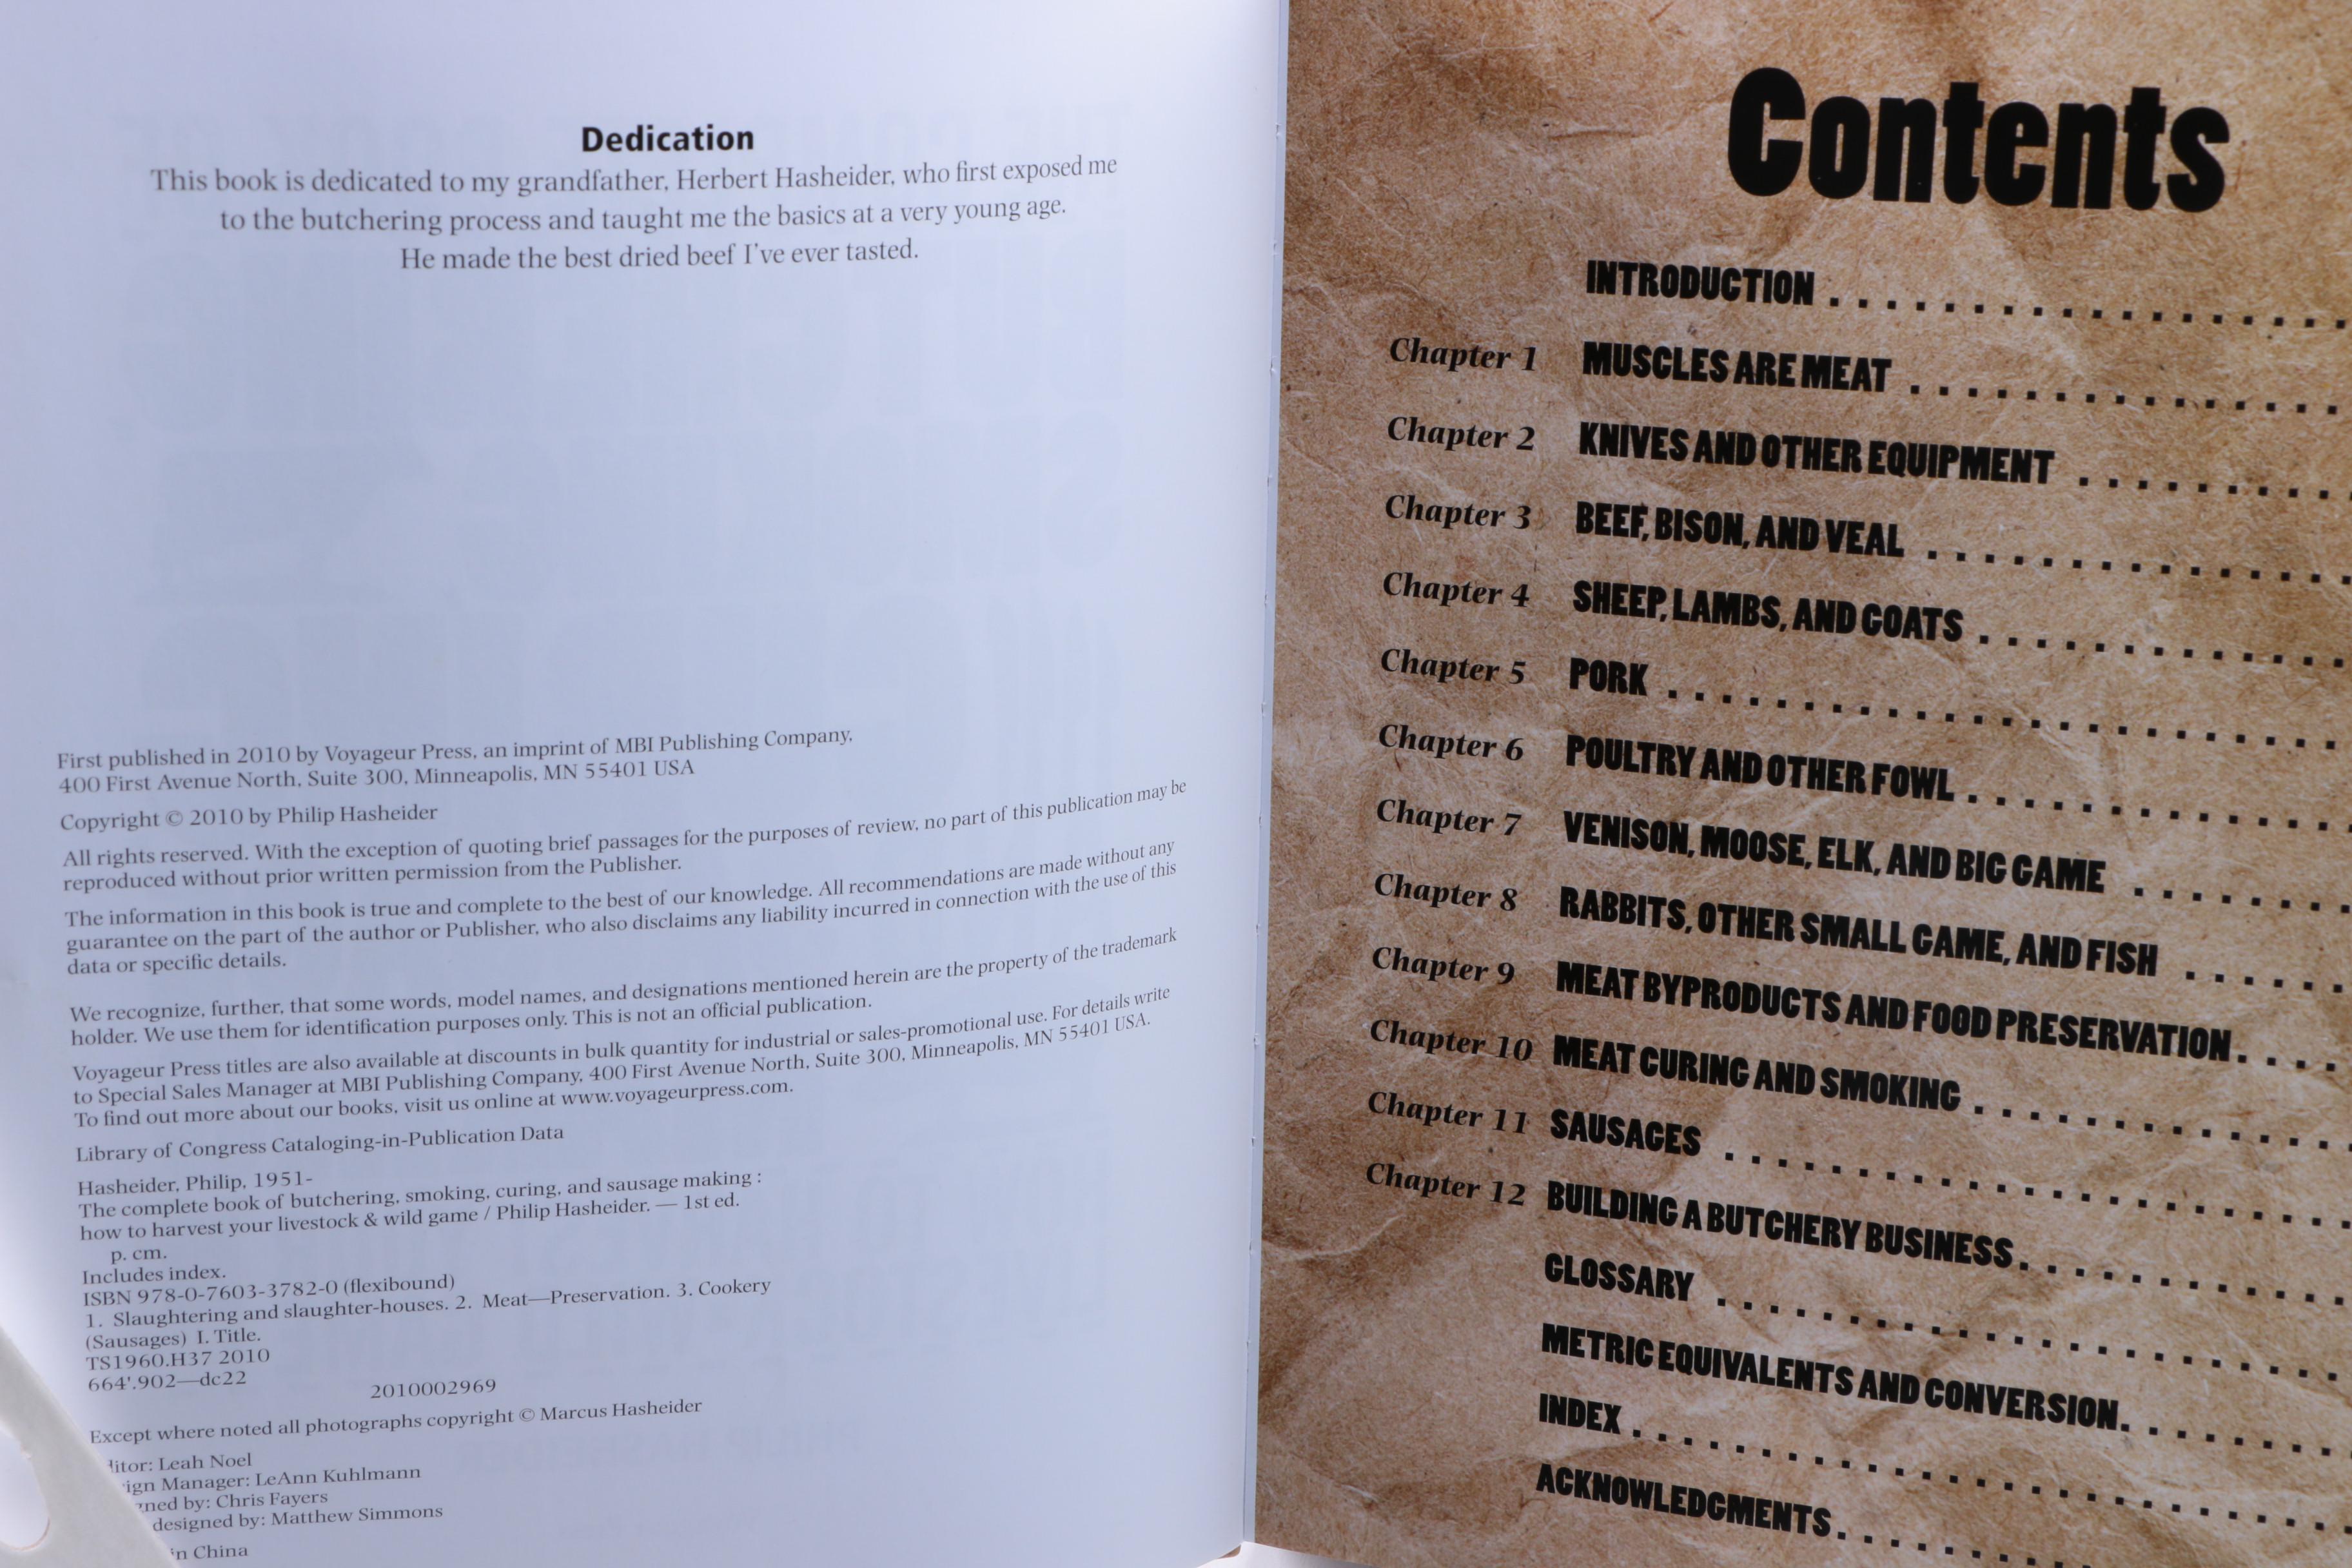 Dedication
This book is dedicated to my grandfather, Herbert Hasheider, who first exposed me
to the butchering process and taught me the basics at a very young age.
He made the best dried beef I've ever tasted.
First published in 2010 by Voyageur Press, an imprint of MBI Publishing Company,
400 First Avenue North, Suite 300, Minneapolis, MN 55401 USA
Copyright © 2010 by Philip Hasheider
All rights reserved. With the exception of quoting brief passages for the purposes of review, no part of this publication may be
reproduced without prior written permission from the Publisher.
The information in this book is true and complete to the best of our knowledge. All recommendations are made without any
guarantee on the part of the author or Publisher, who also disclaims any liability incurred in connection with the use of this
data or specific details.
We recognize, further, that some words, model names, and designations mentioned herein are the property of the trademark
holder. We use them for identification purposes only. This is not an official publication.
Voyageur Press titles are also available at discounts in bulk quantity for industrial or sales-promotional use. For details write
to Special Sales Manager at MBI Publishing Company, 400 First Avenue North, Suite 300, Minneapolis, MN 55401 USA.
To find out more about our books, visit us online at www.voyageurpress.com.
Library of Congress Cataloging-in-Publication Data
Hasheider, Philip, 1951-
The complete book of butchering, smoking, curing, and sausage making :
how to harvest your livestock & wild game / Philip Hasheider. — 1st ed.
p. cm.
Includes index.
ISBN 978-0-7603-3782-0 (flexibound)
1. Slaughtering and slaughter-houses. 2. Meat—Preservation. 3. Cookery
(Sausages) I. Title.
TS1960.H37 2010
664'.902—dc22
2010002969
Except where noted all photographs copyright © Marcus Hasheider
itor: Leah Noel
ign Manager: LeAnn Kuhlmann
ned by: Chris Fayers
designed by: Matthew Simmons
in China
Contents
INTRODUCTION . . . . . . . . . . . . . . . . . .
Chapter 1 MUSCLES ARE MEAT . . . . . . . . . . . . . . .
Chapter 2 KNIVES AND OTHER EQUIPMENT . . . . . . . . . .
Chapter 3 BEEF, BISON, AND VEAL . . . . . . . . . . . . . . .
Chapter 4 SHEEP, LAMBS, AND GOATS . . . . . . . . . . . . .
Chapter 5 PORK . . . . . . . . . . . . . . . . . . . . . . . .
Chapter 6 POULTRY AND OTHER FOWL . . . . . . . . . . . . . .
Chapter 7 VENISON, MOOSE, ELK, AND BIG GAME . . . . . . . .
Chapter 8 RABBITS, OTHER SMALL GAME, AND FISH . . . . . .
Chapter 9 MEAT BYPRODUCTS AND FOOD PRESERVATION . . . .
Chapter 10 MEAT CURING AND SMOKING . . . . . . . . . . . . .
Chapter 11 SAUSAGES . . . . . . . . . . . . . . . . . . . . . .
Chapter 12 BUILDING A BUTCHERY BUSINESS . . . . . . . . . . . .
GLOSSARY . . . . . . . . . . . . . . . . . . . . . .
METRIC EQUIVALENTS AND CONVERSION . . . . . . . .
INDEX . . . . . . . . . . . . . . . . . . . . . . . . .
ACKNOWLEDGMENTS . . . . . . . . . . . . . . . . . .